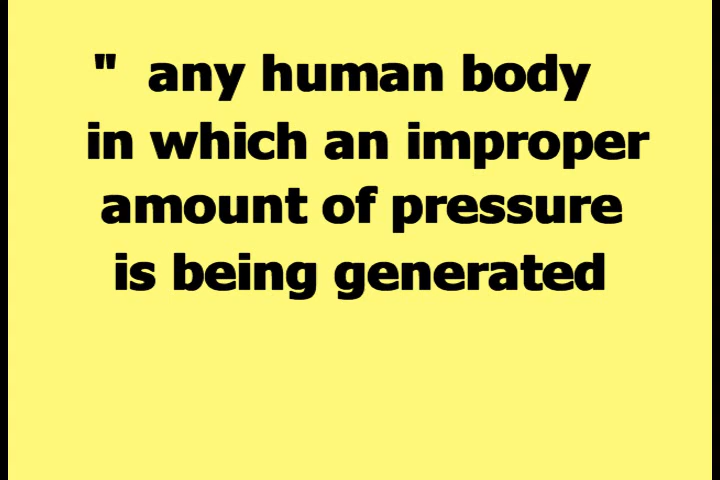 " any human body
in which an improper
amount of pressure
is being generated